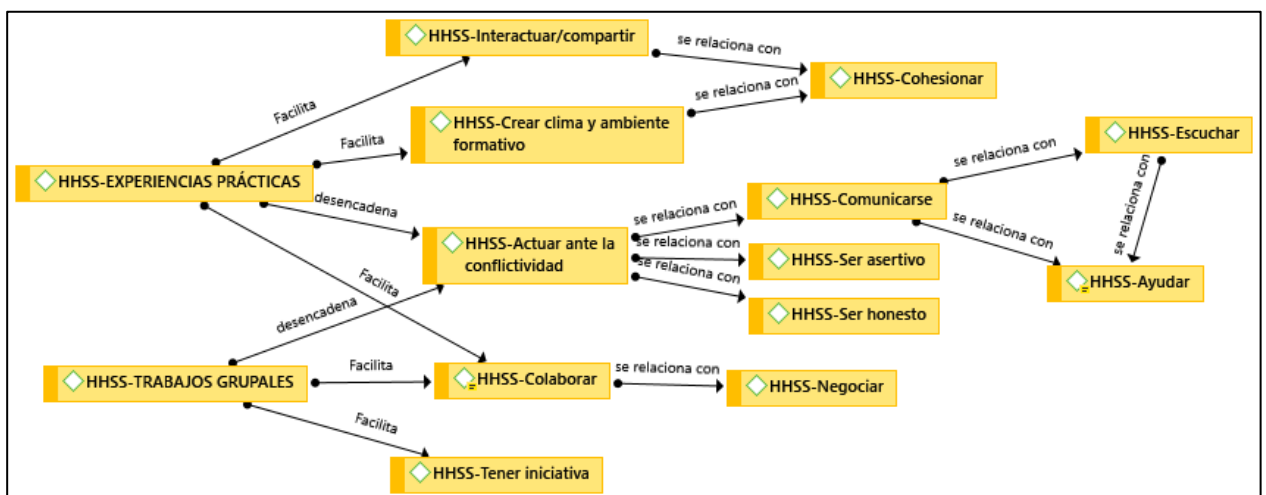 HHSS-Interactuar/compartir
se relaciona con
HHSS-Cohesionar
se relaciona con
Facilita
HHSS-Crear clima y ambiente
formativo
Facilita
HHSS-Escuchar
se relaciona con
HHSS-EXPERIENCIAS PRÁCTICAS
desencadena
HHSS-Comunicarse
se relaciona con
se relaciona con
se relaciona con
HHSS-Actuar ante la
conflictividad
se relaciona con
HHSS-Ser asertivo
se relaciona con
HHSS-Ayudar
HHSS-Ser honesto
Facilita
desencadena
HHSS-TRABAJOS GRUPALES
Facilita
HHSS-Colaborar
se relaciona con
HHSS-Negociar
Facilita
HHSS-Tener iniciativa